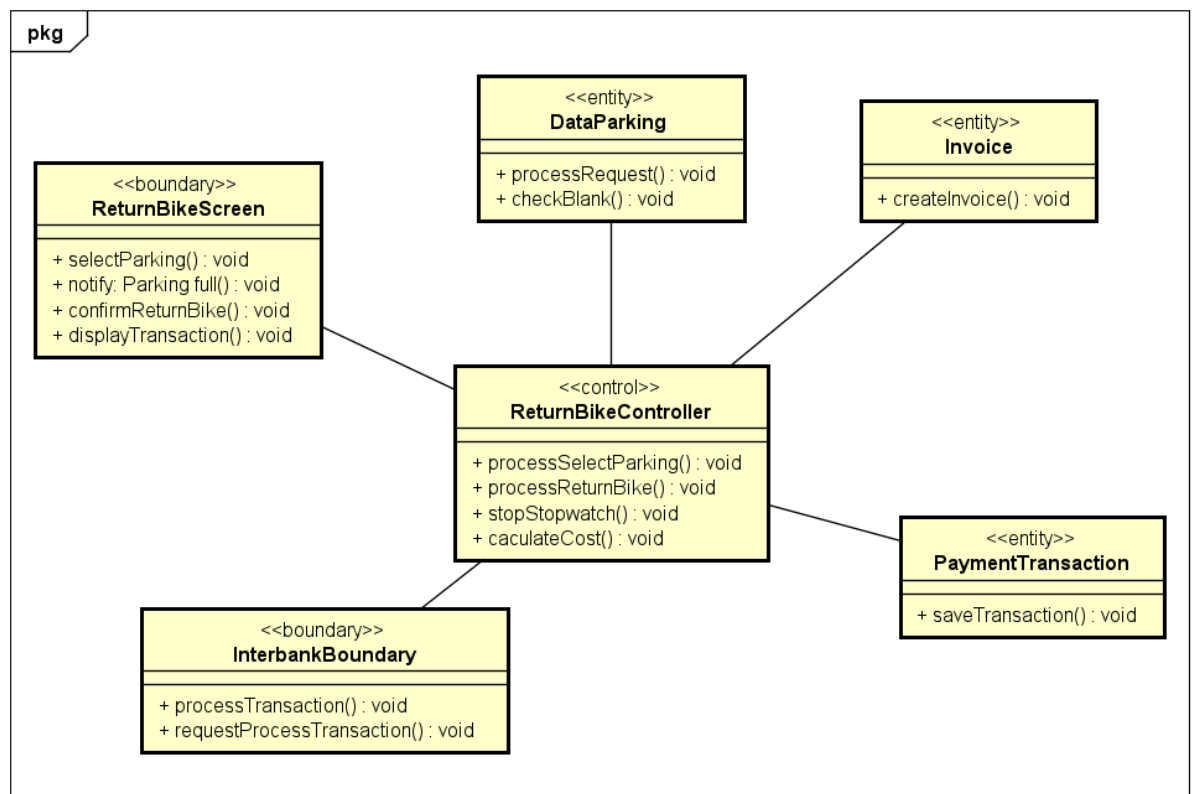 pkg
<<entity>>
DataParking
+ processRequest() : void
+ checkBlank() : void
<<entity>>
Invoice
+ createInvoice() : void
<<boundary>>
ReturnBikeScreen
+ selectParking() : void
+ notify: Parking full() : void
+ confirmReturnBike() : void
+ displayTransaction() : void
<<control>>
ReturnBikeController
+ processSelectParking() : void
+ processReturnBike() : void
+ stopStopwatch() : void
+ caculateCost() : void
<<entity>>
PaymentTransaction
+ saveTransaction() : void
<<boundary>>
InterbankBoundary
+ processTransaction() : void
+ requestProcessTransaction() : void